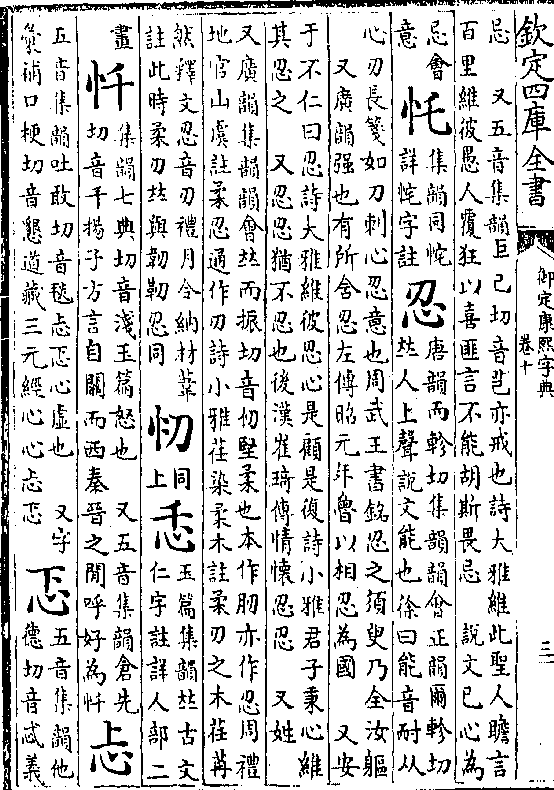 欽定四庫全書
御定康熙字典
卷十
三
忌　又五音集韻巨己切音芑亦戒也詩大雅維此聖人瞻言
百里維彼愚人覆狂以喜匪言不能胡斯畏忌　說文己心為
忌會
意
集韻同
詳字註
忍
唐韻而軫切集韻韻會正韻爾軫切
𠀤人上聲說文能也徐曰能音耐从
心刃長箋如刀刺心忍意也周武王書銘忍之須臾乃全汝軀
又廣韻强也有所含忍左傳昭元年魯以相忍為國　又安
于不仁曰忍詩大雅維彼忍心是顧是復詩小雅君子秉心維
其忍之　又忍忍猶不忍也後漢崔琦傳情懷忍忍　又姓
又廣韻集韻韻會𠀤而振切音仞堅柔也本作肕亦作忍周禮
地官山虞註柔忍通作刃詩小雅荏染柔木註柔刃之木荏苒
然釋文忍音刃禮月令納材葦
註此時柔刃𠀤與韌靭忍同
㣼
同
上
忎
玉篇集韻𠀤古文
仁字註詳人部二
畫
忏
集韻七典切音淺玉篇怒也　又五音集韻倉先
切音千揚子方言自關而西秦晉之閒呼好為忏
忐
五音集韻吐敢切音毯忐忑心虛也　又字
彙補口梗切音懇道藏三元經心心忐忑
忑
五音集韻他
德切音忒義